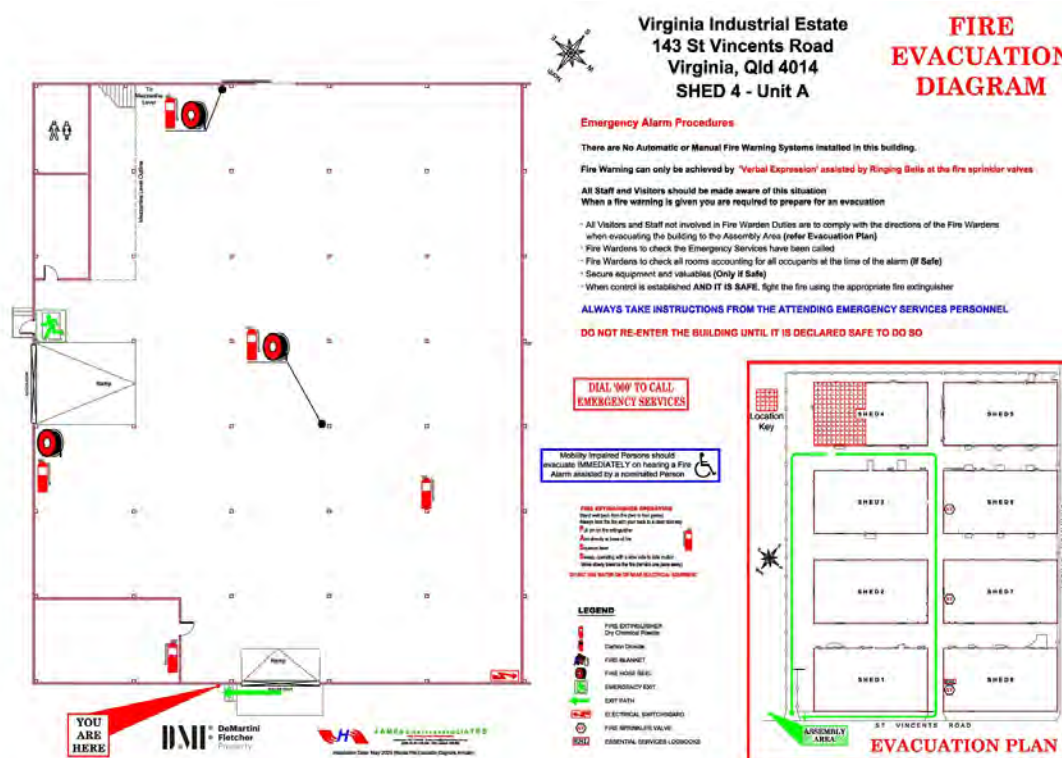 Virginia Industrial Estate
143 St Vincents Road
Virginia, Qld 4014
SHED 4 - Unit A
FIRE
EVACUATION
DIAGRAM
Emergency Alarm Procedures
There are No Automatic or Manual Fire Warning Systems installed in this building.
Fire Warning can only be achieved by 'Verbal Expression' assisted by Ringing Bells at the fire sprinkler valves
All Staff and Visitors should be made aware of this situation
When a fire warning is given you are required to prepare for an evacuation
- All Visitors and Staff not involved in Fire Warden Duties are to comply with the directions of the Fire Wardens
when evacuating the building to the Assembly Area (refer Evacuation Plan)
- Fire Wardens to check the Emergency Services have been called
- Fire Wardens to check all rooms accounting for all occupants at the time of the alarm (If Safe)
- Secure equipment and valuables (Only if Safe)
- When control is established AND IT IS SAFE, fight the fire using the appropriate fire extinguisher
ALWAYS TAKE INSTRUCTIONS FROM THE ATTENDING EMERGENCY SERVICES PERSONNEL
DO NOT RE-ENTER THE BUILDING UNTIL IT IS DECLARED SAFE TO DO SO
To
Mezzanine
Level
Mezzanine Level Outline
Ramp
Ramp
DIAL '000' TO CALL
EMERGENCY SERVICES
Mobility Impaired Persons should
evacuate IMMEDIATELY on hearing a Fire
Alarm assisted by a nominated Person
FIRE EXTINGUISHER OPERATION
LEGEND
FIRE EXTINGUISHER
Dry Chemical Powder
Carbon Dioxide
FIRE BLANKET
FIRE HOSE REEL
EMERGENCY EXIT
EXIT PATH
ELECTRICAL SWITCHBOARD
FIRE SPRINKLER VALVE
ESSENTIAL SERVICES LOGBOOKS
Location
Key
SHED 4
SHED 5
SHED 3
SHED 6
SHED 2
SHED 7
SHED 1
SHED 8
ST VINCENTS ROAD
ASSEMBLY
AREA
EVACUATION PLAN
YOU
ARE
HERE
DMF DeMartini
Fletcher
Property